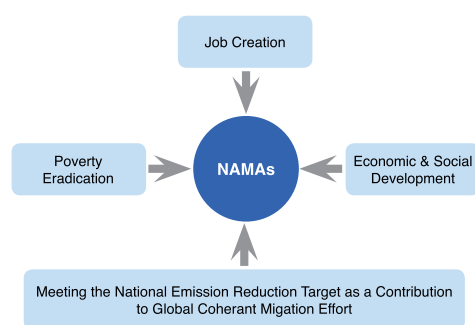 Job Creation
Poverty
Eradication
NAMAs
Economic & Social
Development
Meeting the National Emission Reduction Target as a Contribution
to Global Coherant Migation Effort